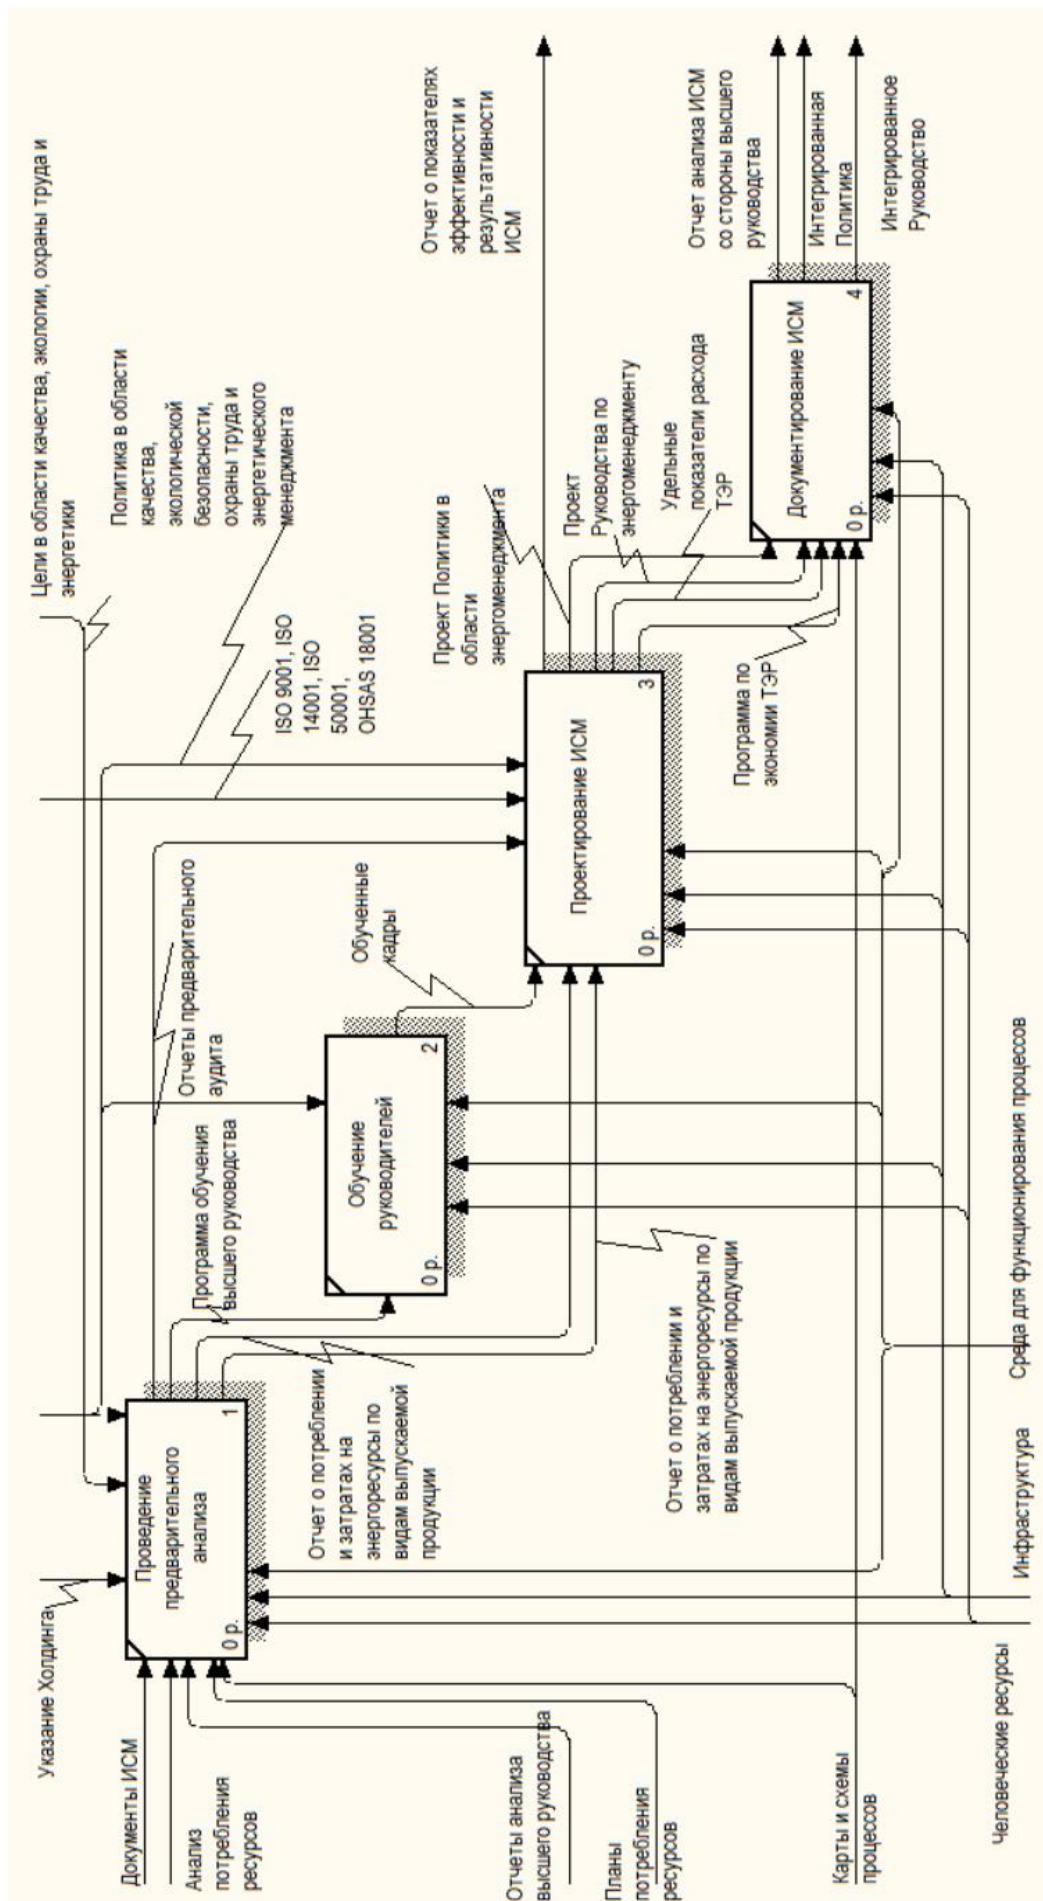 Цели в области качества, экологии, охраны труда и
энергетики
Политика в области
качества,
экологической
безопасности,
охраны труда и
энергетического
менеджмента
ISO 9001, ISO
14001, ISO
50001,
OHSAS 18001
Указание Холдинга
Документы ИСМ
Анализ
потребления
ресурсов
Отчеты анализа
высшего руководства
Планы
потребления
ресурсов
Карты и схемы
процессов
Проведение
предварительного
анализа
0 р.
1
Отчеты предварительного
аудита
Программа обучения
высшего руководства
Отчет о потреблении
и затратах на
энергоресурсы по
видам выпускаемой
продукции
Отчет о потреблении и
затратах на энергоресурсы по
видам выпускаемой продукции
Обучение
руководителей
0 р.
2
Обученные
кадры
Проектирование ИСМ
0 р.
3
Проект Политики в
области
энергоменеджмента
Проект
Руководства по
энергоменеджменту
Удельные
показатели расхода
ТЭР
Программа по
экономии ТЭР
Документирование ИСМ
0 р.
4
Отчет о показателях
эффективности и
результативности
ИСМ
Отчет анализа ИСМ
со стороны высшего
руководства
Интегрированная
Политика
Интегрированное
Руководство
Человеческие ресурсы
Инфраструктура
Среда для функционирования процессов